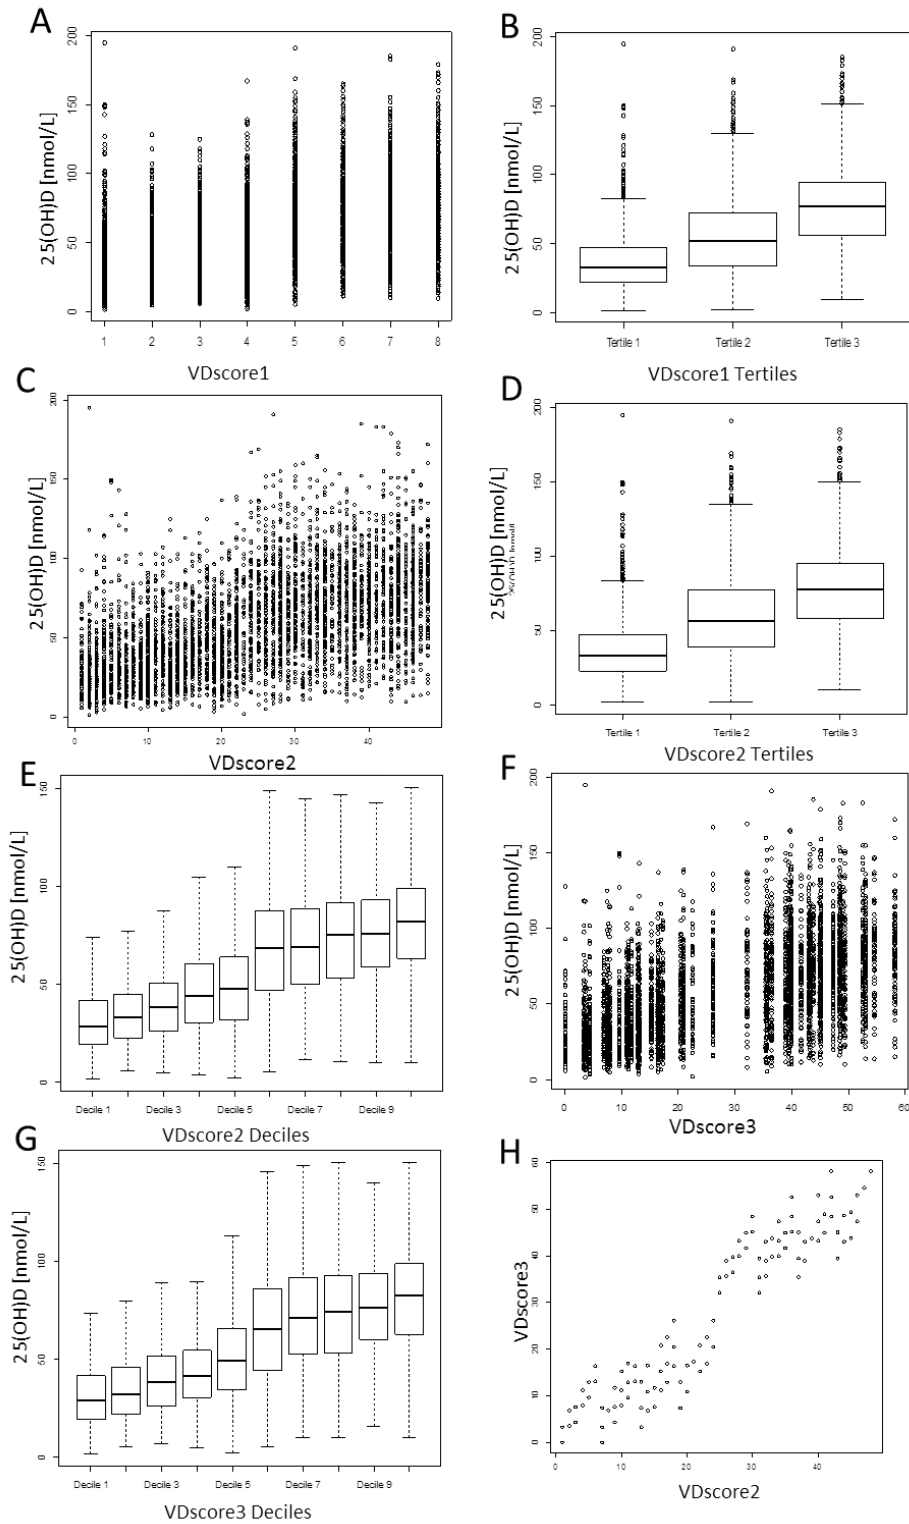 A
25(OH)D [nmol/L]
0 50 100 150 200
1 2 3 4 5 6 7 8
VDscore1
B
25(OH)D [nmol/L]
0 50 100 150 200
Tertile 1 Tertile 2 Tertile 3
VDscore1 Tertiles
C
25(OH)D [nmol/L]
0 50 100 150 200
0 10 20 30 40
VDscore2
D
25(OH)D [nmol/L]
0 50 100 150 200
Tertile 1 Tertile 2 Tertile 3
VDscore2 Tertiles
E
25(OH)D [nmol/L]
0 50 100 150
Decile 1 Decile 3 Decile 5 Decile 7 Decile 9
VDscore2 Deciles
F
25(OH)D [nmol/L]
0 50 100 150 200
0 10 20 30 40 50 60
VDscore3
G
25(OH)D [nmol/L]
0 50 100 150
Decile 1 Decile 3 Decile 5 Decile 7 Decile 9
VDscore3 Deciles
H
VDscore3
0 10 20 30 40 50 60
0 10 20 30 40
VDscore2